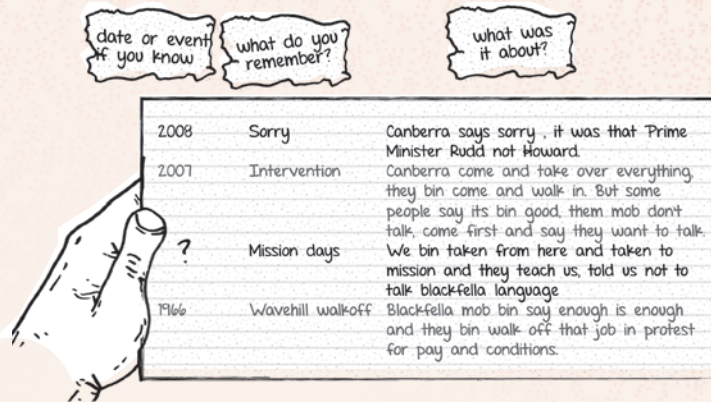 date or event
if you know
what do you
remember?
what was
it about?
2008 Sorry Canberra says sorry , it was that Prime
Minister Rudd not Howard.
2007 Intervention Canberra come and take over everything,
they bin come and walk in. But some
people say its bin good, them mob don't
talk, come first and say they want to talk.
? Mission days We bin taken from here and taken to
mission and they teach us, told us not to
talk blackfella language
1966 Wavehill walkoff Blackfella mob bin say enough is enough
and they bin walk off that job in protest
for pay and conditions.